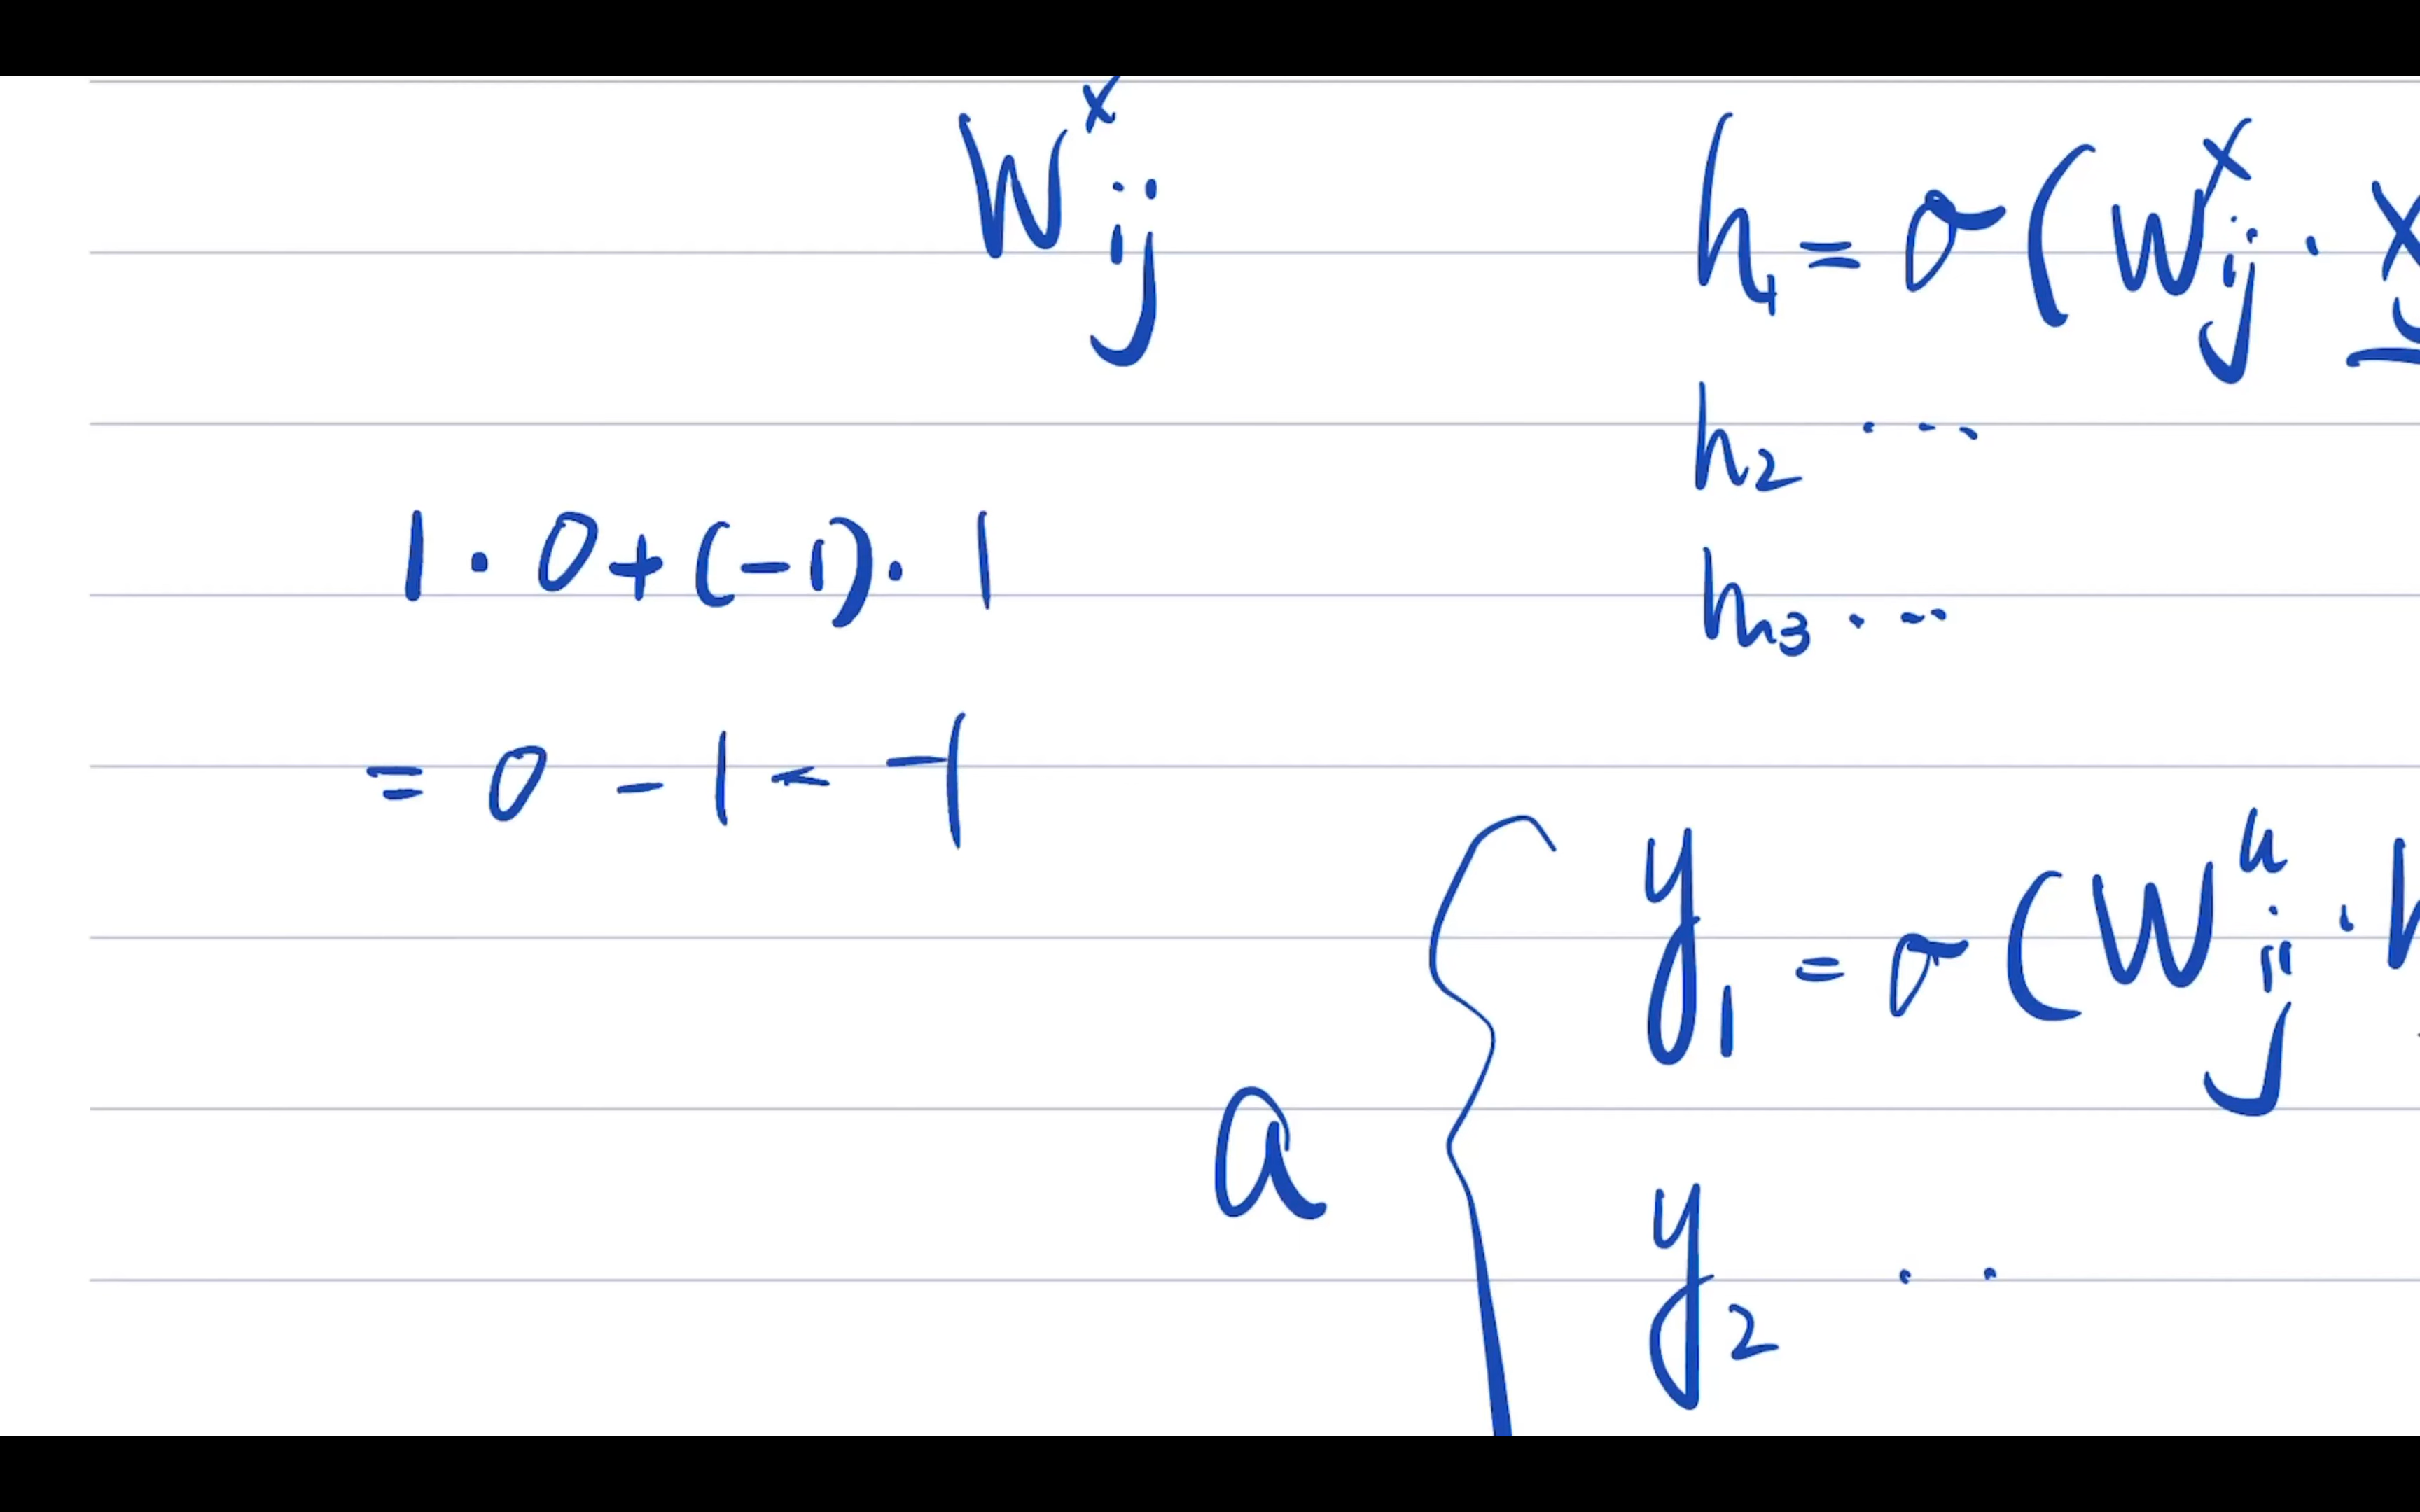 W^x_ij
h_1 = σ(W^x_ij · x
h_2 ...
1 · 0 + (-1) · 1
h_3 ...
= 0 - 1 = -1
y_1 = σ(W^h_ij · h
a {
y_2 ..